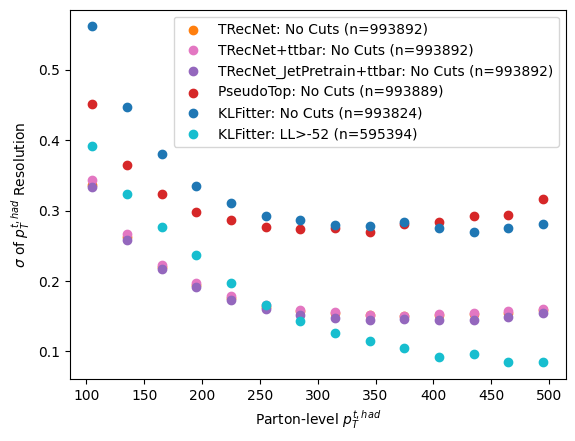 TRecNet: No Cuts (n=993892)
TRecNet+ttbar: No Cuts (n=993892)
TRecNet_JetPretrain+ttbar: No Cuts (n=993892)
PseudoTop: No Cuts (n=993889)
KLFitter: No Cuts (n=993824)
KLFitter: LL>-52 (n=595394)
σ of p_T^{t,had} Resolution
0.5
0.4
0.3
0.2
0.1
100 150 200 250 300 350 400 450 500
Parton-level p_T^{t,had}